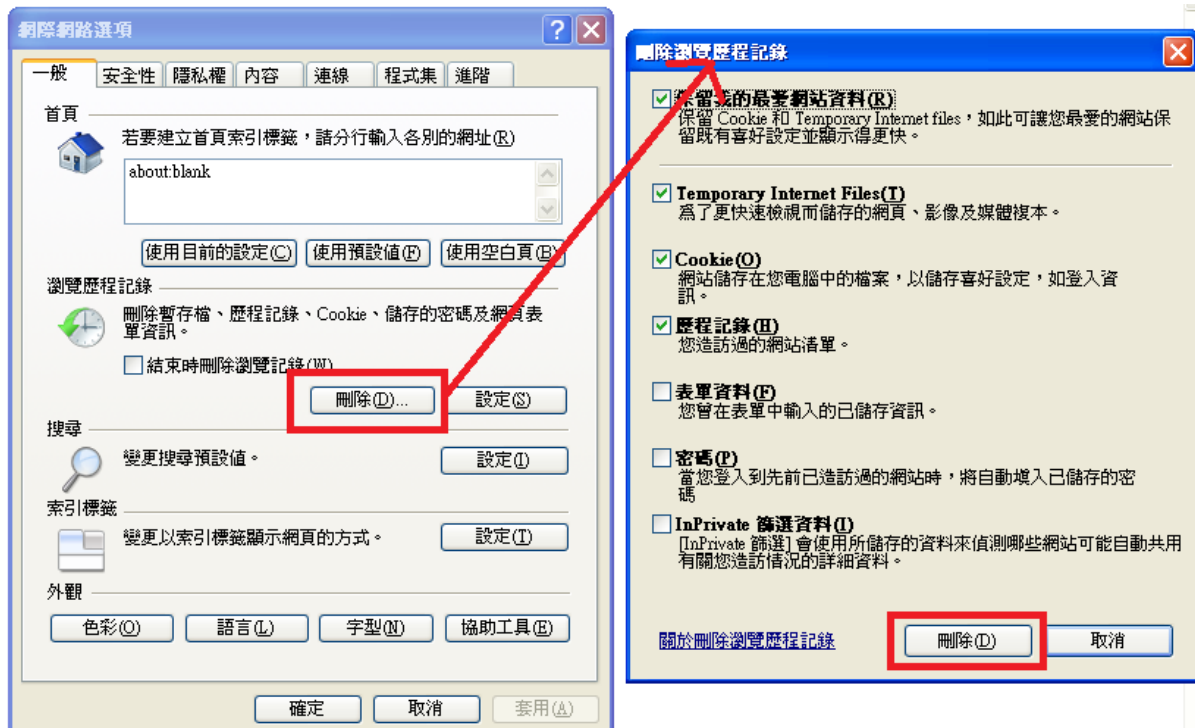 網際網路選項
一般 安全性 隱私權 內容 連線 程式集 進階
首頁
若要建立首頁索引標籤，請分行輸入各別的網址(R)
about:blank
使用目前的設定(C) 使用預設值(F) 使用空白頁(B)
瀏覽歷程記錄
刪除暫存檔、歷程記錄、Cookie、儲存的密碼及網頁表
單資訊。
結束時刪除瀏覽記錄(W)
刪除(D)... 設定(S)
搜尋
變更搜尋預設值。
設定(I)
索引標籤
變更以索引標籤顯示網頁的方式。
設定(T)
外觀
色彩(O) 語言(L) 字型(N) 協助工具(E)
確定 取消 套用(A)
刪除瀏覽歷程記錄
保留我的最愛網站資料(R)
保留 Cookie 和 Temporary Internet files，如此可讓您最愛的網站保
留既有喜好設定並顯示得更快。
Temporary Internet Files(T)
為了更快速檢視而儲存的網頁、影像及媒體複本。
Cookie(O)
網站儲存在您電腦中的檔案，以儲存喜好設定，如登入資
訊。
歷程記錄(H)
您造訪過的網站清單。
表單資料(F)
您曾在表單中輸入的已儲存資訊。
密碼(P)
當您登入到先前已造訪過的網站時，將自動填入已儲存的密
碼
InPrivate 篩選資料(I)
[InPrivate 篩選] 會使用所儲存的資料來偵測哪些網站可能自動共用
有關您造訪情況的詳細資料。
關於刪除瀏覽歷程記錄
刪除(D) 取消